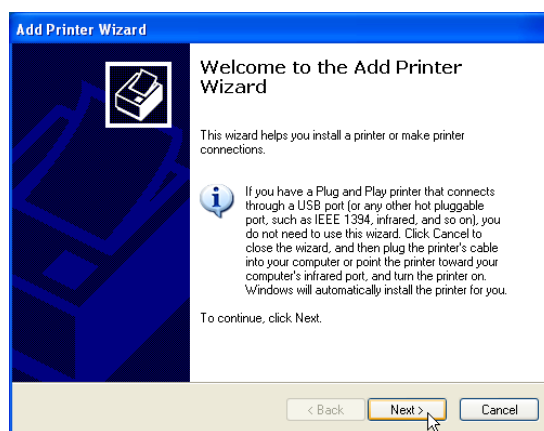 Add Printer Wizard
Welcome to the Add Printer
Wizard
This wizard helps you install a printer or make printer
connections.
If you have a Plug and Play printer that connects
through a USB port (or any other hot pluggable
port, such as IEEE 1394, infrared, and so on), you
do not need to use this wizard. Click Cancel to
close the wizard, and then plug the printer's cable
into your computer or point the printer toward your
computer's infrared port, and turn the printer on.
Windows will automatically install the printer for you.
To continue, click Next.
< Back Next > Cancel